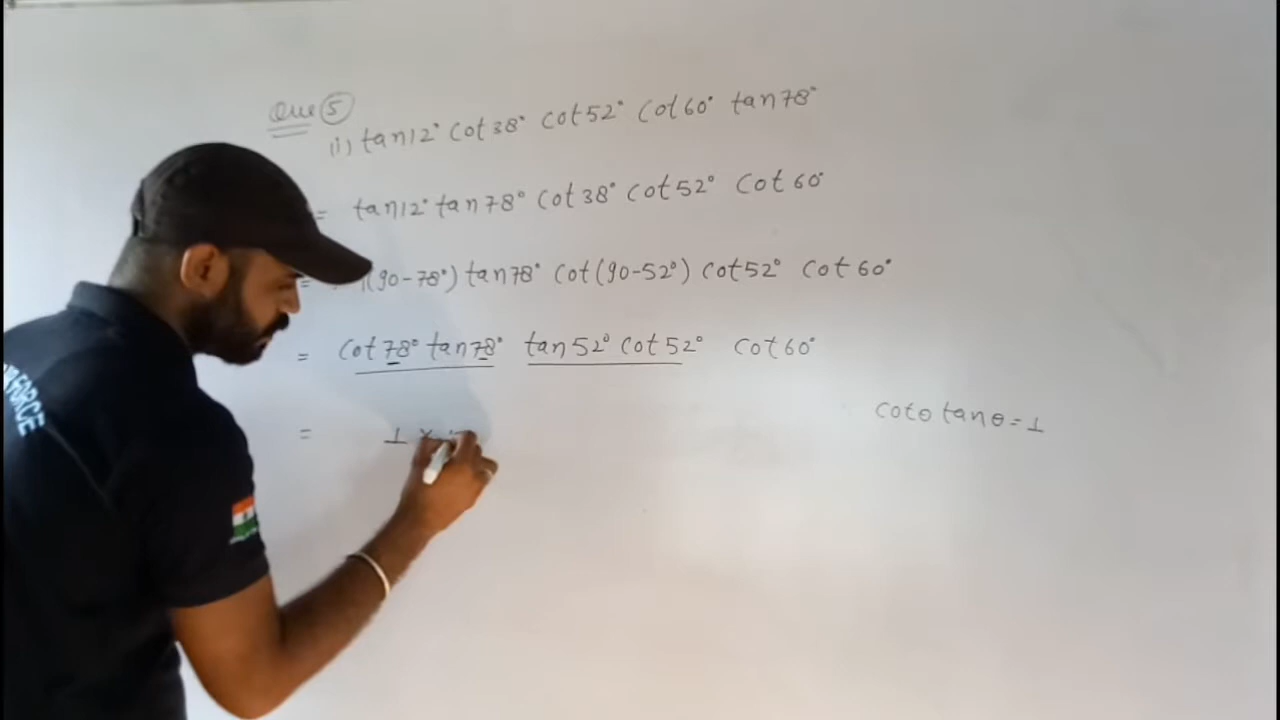 Que 5
(i) tan12° cot38° cot52° cot60° tan78°
= tan12° tan78° cot38° cot52° cot60°
= (90-78°) tan78° cot(90-52°) cot52° cot60°
= cot78° tan78° tan52° cot52° cot60°
cotθ tanθ = 1
= 1 ×
FORCE